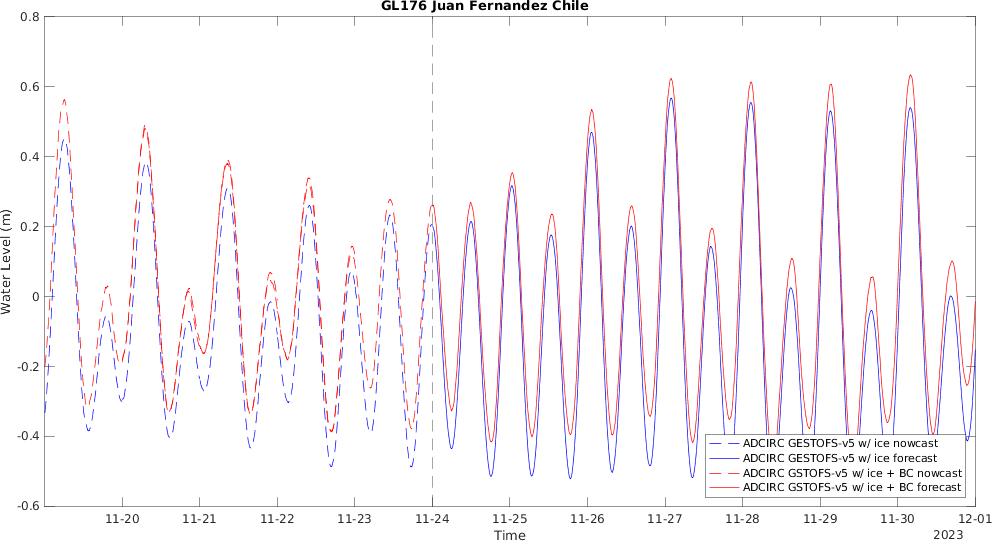 GL176 Juan Fernandez Chile
0.8
0.6
0.4
0.2
0
-0.2
-0.4
-0.6
Water Level (m)
ADCIRC GESTOFS-v5 w/ ice nowcast
ADCIRC GESTOFS-v5 w/ ice forecast
ADCIRC GSTOFS-v5 w/ ice + BC nowcast
ADCIRC GSTOFS-v5 w/ ice + BC forecast
11-20 11-21 11-22 11-23 11-24 11-25 11-26 11-27 11-28 11-29 11-30 12-01
Time
2023